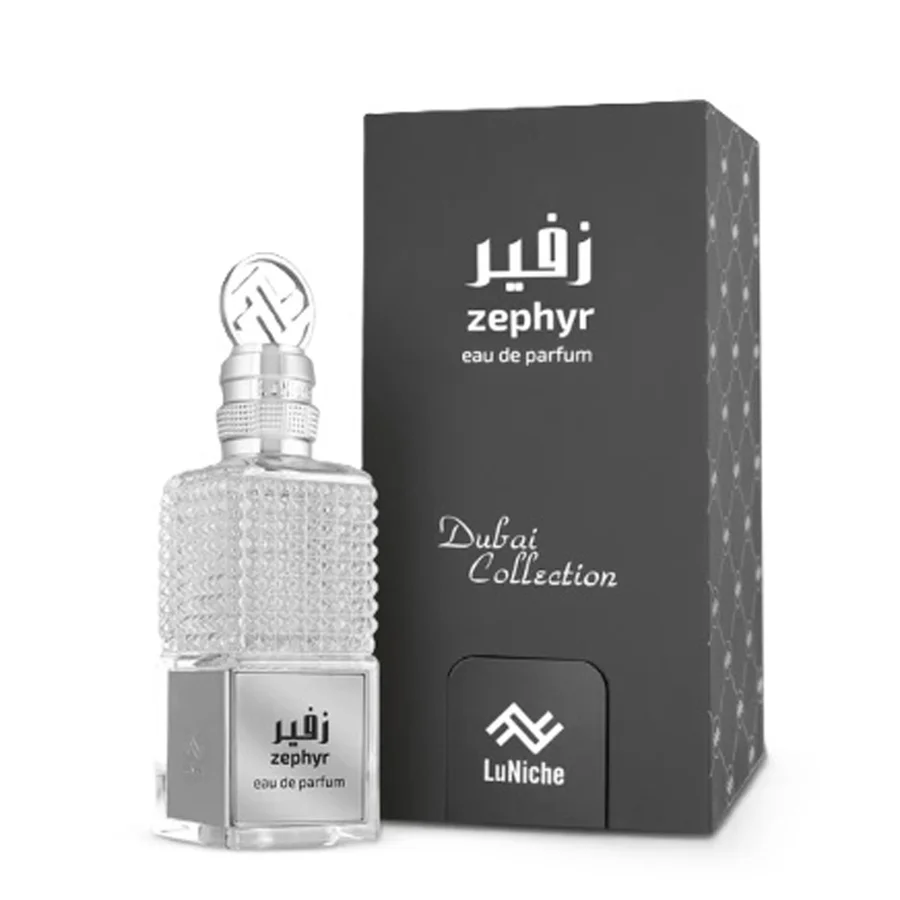 زفير
zephyr
eau de parfum
Dubai
Collection
LuNiche
زفير
zephyr
eau de parfum